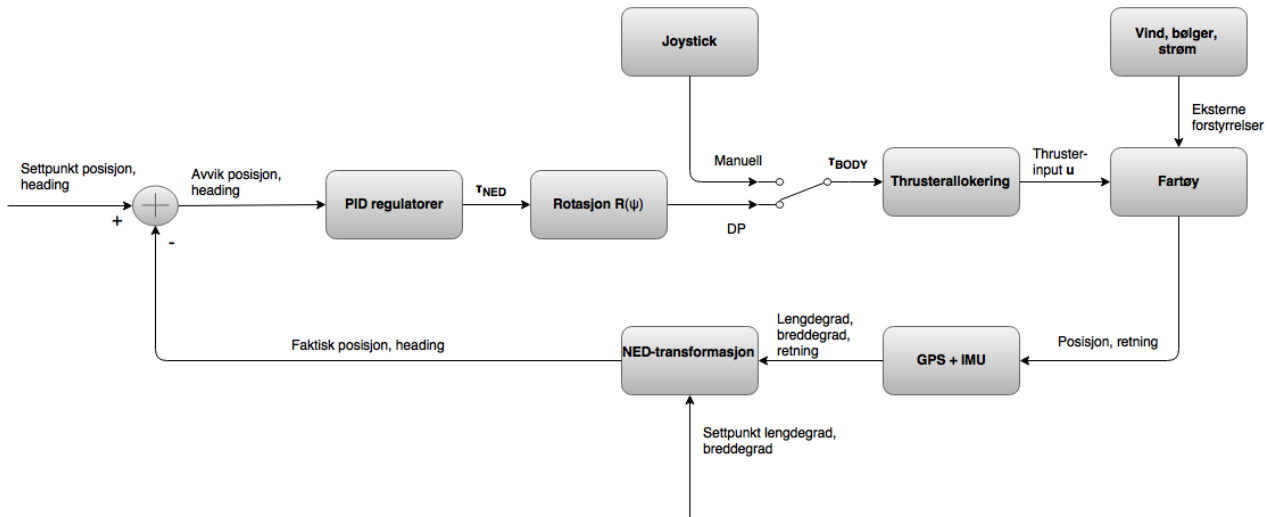 Joystick
Vind, bølger,
strøm
Eksterne
forstyrrelser
Settpunkt posisjon,
heading
+
-
Avvik posisjon,
heading
PID regulatorer
τNED
Rotasjon R(ψ)
Manuell
DP
τBODY
Thrusterallokering
Thruster-
input u
Fartøy
Posisjon, retning
GPS + IMU
Lengdegrad,
breddegrad,
retning
NED-transformasjon
Faktisk posisjon, heading
Settpunkt lengdegrad,
breddegrad